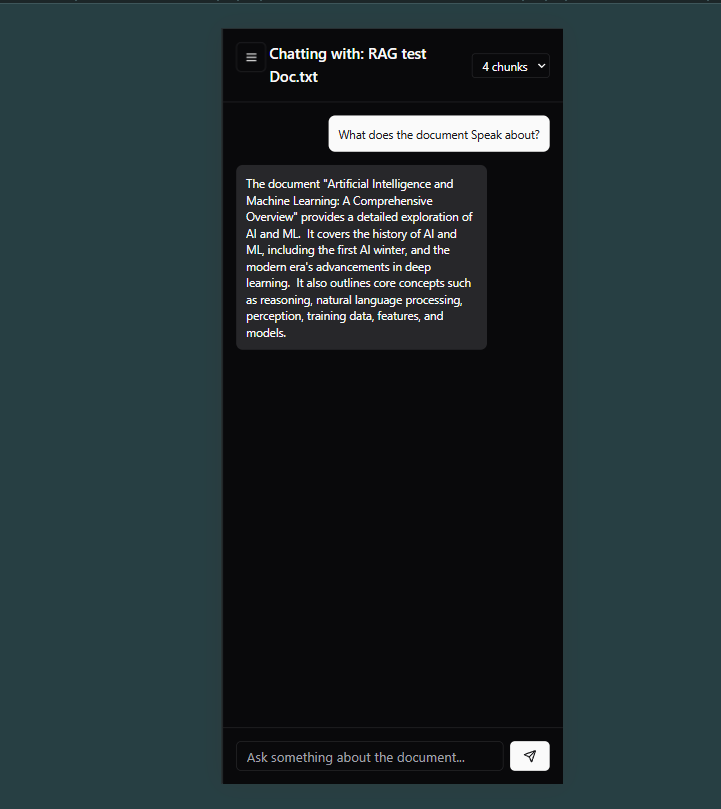 Chatting with: RAG test
Doc.txt
4 chunks
What does the document Speak about?
The document "Artificial Intelligence and
Machine Learning: A Comprehensive
Overview" provides a detailed exploration of
AI and ML.  It covers the history of AI and
ML, including the first AI winter, and the
modern era's advancements in deep
learning.  It also outlines core concepts such
as reasoning, natural language processing,
perception, training data, features, and
models.
Ask something about the document...